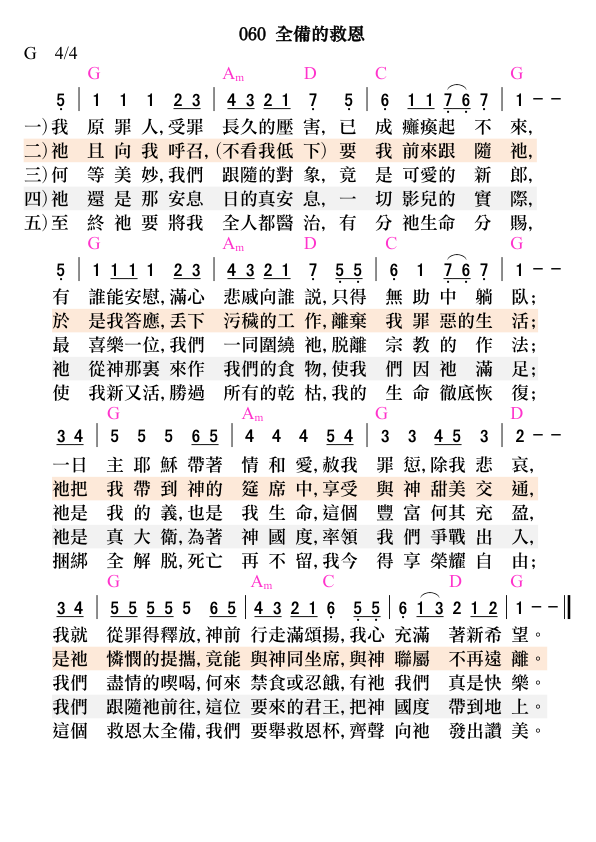 060 全備的救恩
G 4/4
G Am D C G
5 | 1 1 1 2 3 | 4 3 2 1 7 5 | 6 1 1 7 6 7 | 1 - -
一)我 原 罪 人,受罪 長久的壓 害,已 成 癱瘓起 不 來,
二)祂 且 向 我 呼召,(不看我低 下)要 我 前來跟 隨 祂,
三)何 等 美 妙,我們 跟隨的對 象,竟 是 可愛的 新 郎,
四)祂 還 是 那 安息 日的真安 息,一 切 影兒的 實 際,
五)至 終 祂 要 將我 全人都醫 治,有 分 祂生命 分 賜,
G Am D C G
5 | 1 1 1 1 2 3 | 4 3 2 1 7 5 5 | 6 1 7 6 7 | 1 - -
有 誰能安慰,滿心 悲戚向誰 説,只得 無 助 中 躺 臥;
於 是我答應,丟下 污穢的工 作,離棄 我 罪 惡的生 活;
最 喜樂一位,我們 一同圍繞 祂,脱離 宗 教 的 作 法;
祂 從神那裏 來作 我們的食 物,使我 們 因 祂 滿 足;
使 我新又活,勝過 所有的乾 枯,我的 生 命 徹底恢 復;
G Am G D
3 4 | 5 5 5 6 5 | 4 4 4 5 4 | 3 3 4 5 3 | 2 - -
一日 主 耶 穌 帶著 情 和 愛,赦我 罪 愆,除我 悲 哀,
祂把 我 帶 到 神的 筵 席 中,享受 與 神 甜美 交 通,
祂是 我 的 義,也是 我 生 命,這個 豐 富 何其 充 盈,
祂是 真 大 衛,為著 神 國 度,率領 我 們 爭戰 出 入,
捆綁 全 解 脱,死亡 再 不 留,我今 得 享 榮耀 自 由;
G Am C D G
3 4 | 5 5 5 5 5 6 6 | 4 3 2 1 6 5 5 | 6 1 3 2 1 2 | 1 - -
我就 從罪得釋放,神前 行走滿頌揚,我心 充滿 著新希 望。
是祂 憐憫的提攜,竟能 與神同坐席,與神 聯屬 不再遠 離。
我們 盡情的喫喝,何來 禁食或忍餓,有祂 我們 真是快 樂。
我們 跟隨祂前往,這位 要來的君王,把神 國度 帶到地 上。
這個 救恩太全備,我們 要舉救恩杯,齊聲 向祂 發出讚 美。